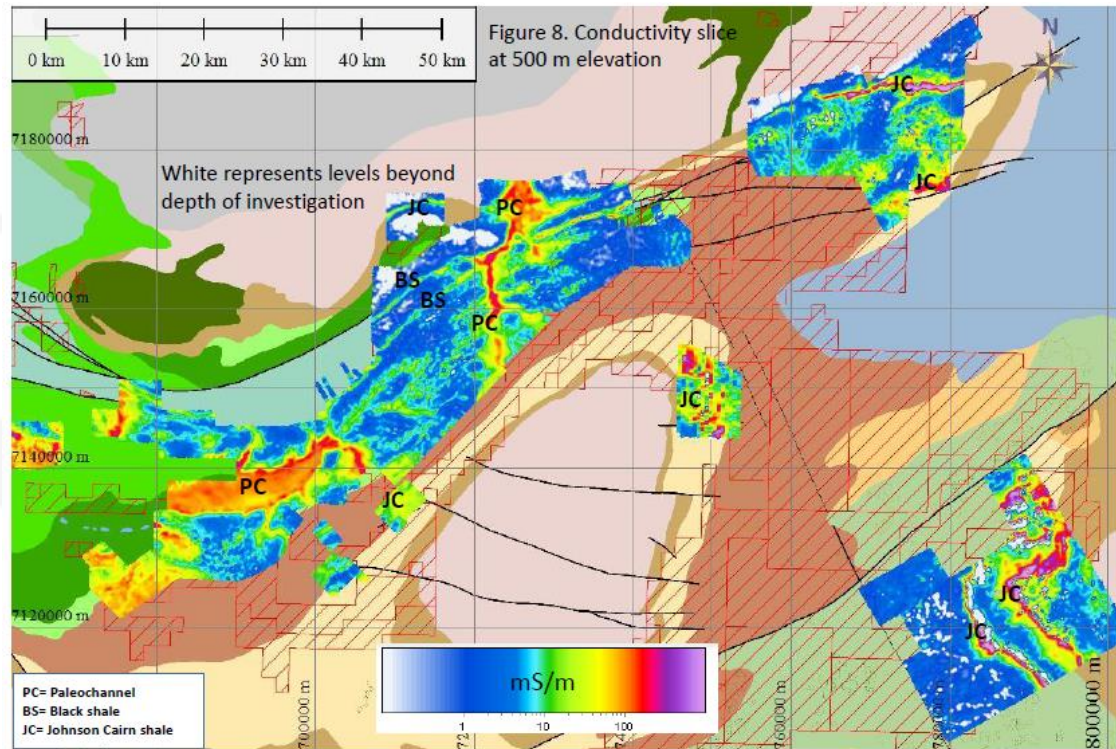 0 km 10 km 20 km 30 km 40 km 50 km
Figure 8. Conductivity slice
at 500 m elevation
N
JC
7180000 m
White represents levels beyond
depth of investigation
JC
JC
PC
BS
BS
7160000 m
PC
JC
7140000 m
PC
JC
JC
7120000 m
JC
mS/m
1 10 100
PC= Paleochannel
BS= Black shale
JC= Johnson Cairn shale
700000 m
760000 m
800000 m